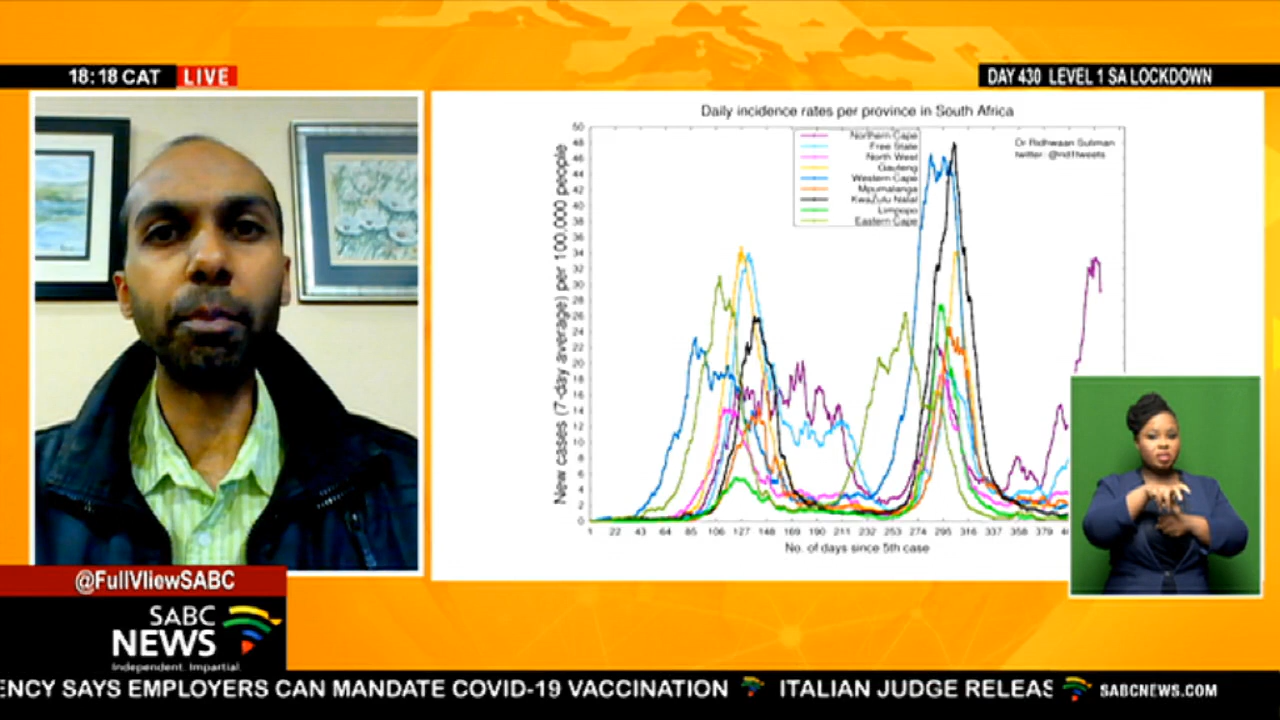 18:18 CAT LIVE
DAY 430 LEVEL 1 SA LOCKDOWN
Daily incidence rates per province in South Africa
New cases (7-day average) per 100,000 people
50
48
46
44
42
40
38
36
34
32
30
28
26
24
22
20
18
16
14
12
10
8
6
4
2
0
Northern Cape
Free State
North West
Gauteng
Western Cape
Mpumalanga
KwaZulu Natal
Limpopo
Eastern Cape
Dr Ridhwaan Suliman
twitter: @rid1tweets
1 22 43 64 85 106 127 148 169 190 211 232 253 274 295 316 337 358 379
No. of days since 5th case
@FullVIiewSABC
SABC
NEWS
Independent. Impartial.
ENCY SAYS EMPLOYERS CAN MANDATE COVID-19 VACCINATION ITALIAN JUDGE RELEAS SABCNEWS.COM